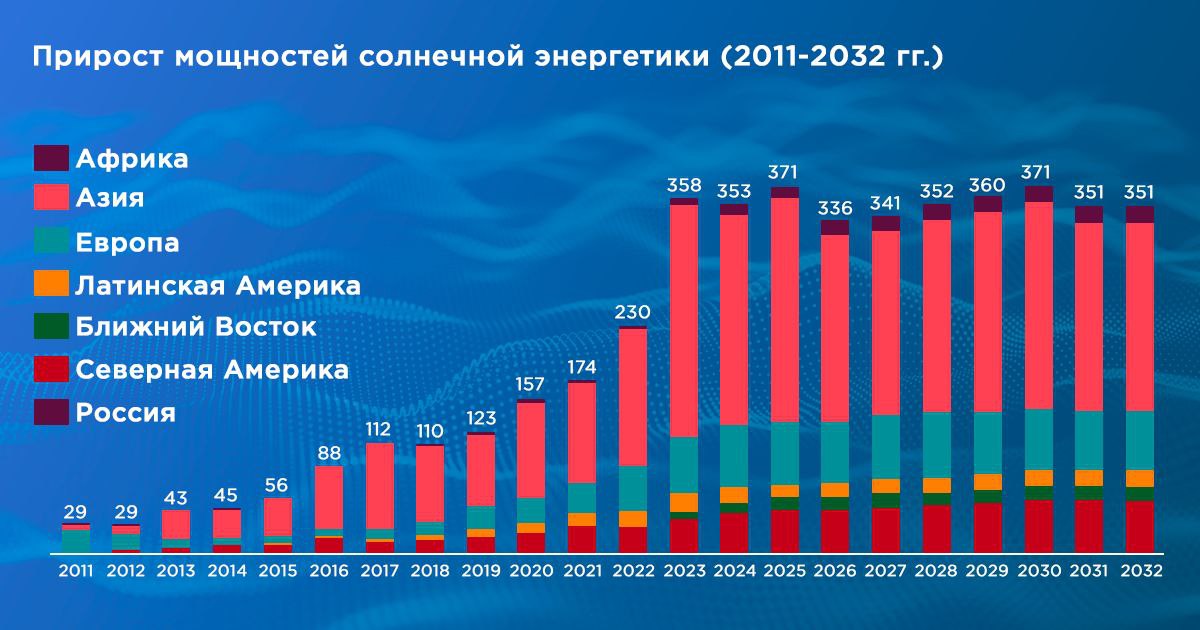 Прирост мощностей солнечной энергетики (2011-2032 гг.)
Африка
Азия
Европа
Латинская Америка
Ближний Восток
Северная Америка
Россия
29 29 43 45 56 88 112 110 123 157 174 230 358 353 371 336 341 352 360 371 351 351
2011 2012 2013 2014 2015 2016 2017 2018 2019 2020 2021 2022 2023 2024 2025 2026 2027 2028 2029 2030 2031 2032